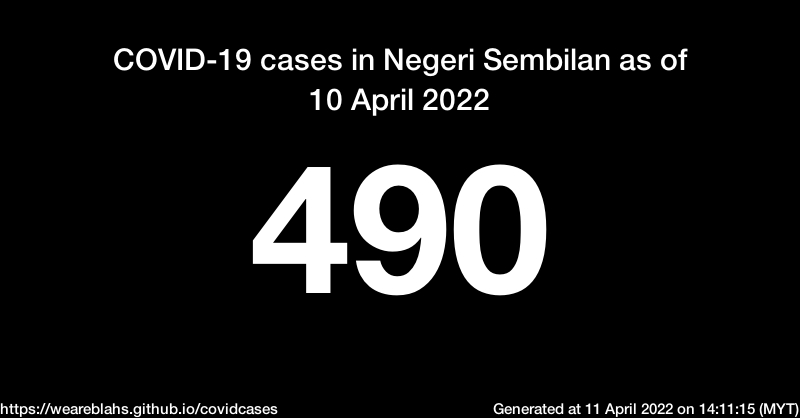 COVID-19 cases in Negeri Sembilan as of
10 April 2022
490
https://weareblahs.github.io/covidcases
Generated at 11 April 2022 on 14:11:15 (MYT)